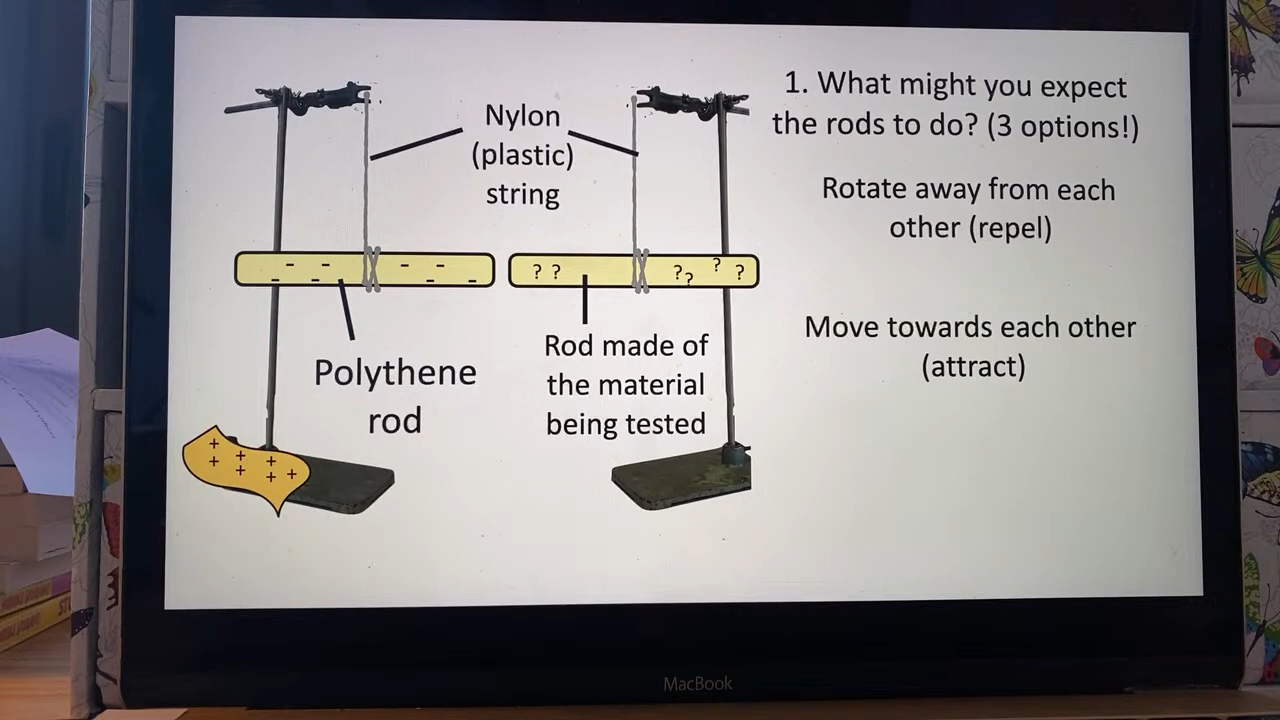 1. What might you expect
the rods to do? (3 options!)
Nylon
(plastic)
string
Rotate away from each
other (repel)
- - - - - - - -
? ? ? ? ? ?
Polythene
rod
Rod made of
the material
being tested
Move towards each other
(attract)
+ + + + + + + +
MacBook